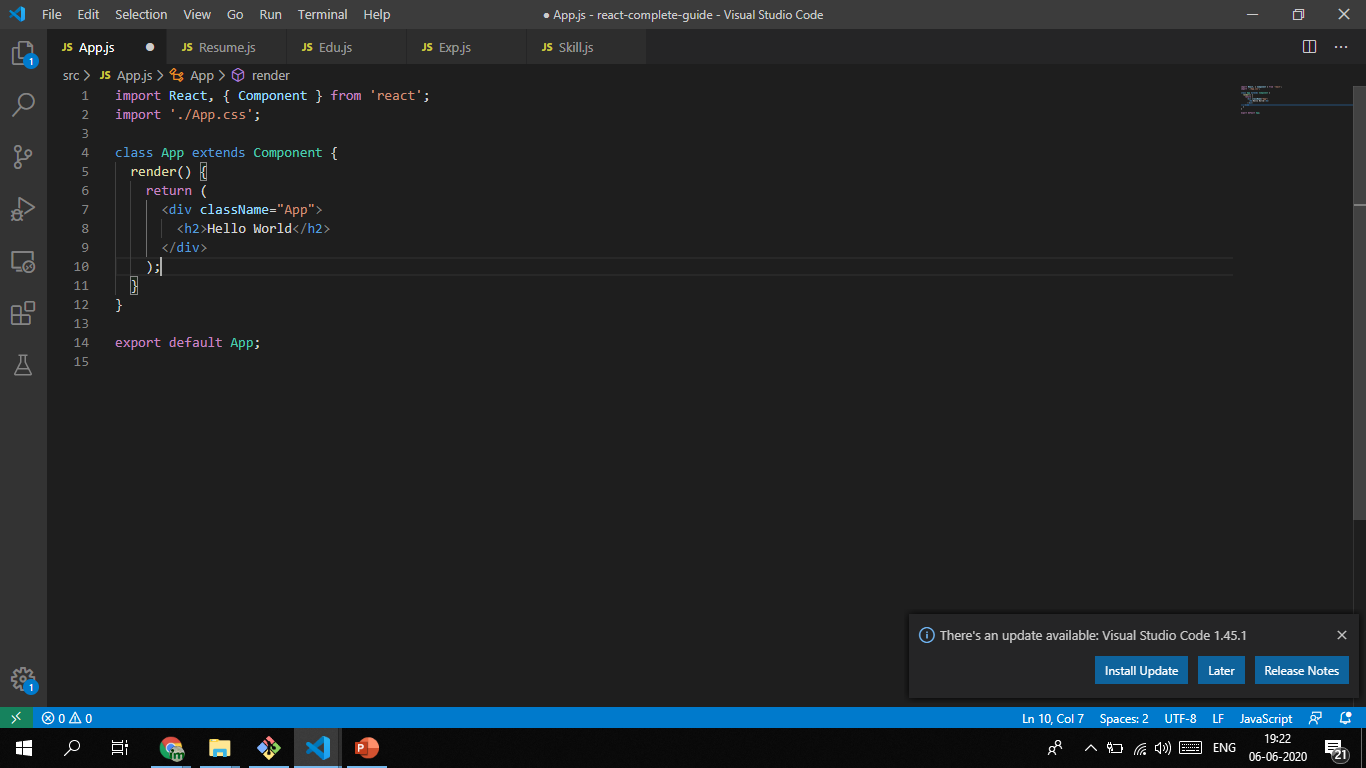 File Edit Selection View Go Run Terminal Help ● App.js - react-complete-guide - Visual Studio Code
JS App.js ● JS Resume.js JS Edu.js JS Exp.js JS Skill.js
src > JS App.js > App > render
1 import React, { Component } from 'react';
2 import './App.css';
3
4 class App extends Component {
5 render() {
6 return (
7 <div className="App">
8 <h2>Hello World</h2>
9 </div>
10 );
11 }
12 }
13
14 export default App;
15
1
1
There's an update available: Visual Studio Code 1.45.1
Install Update Later Release Notes
0 0 Ln 10, Col 7 Spaces: 2 UTF-8 LF JavaScript
ENG 19:22
06-06-2020 21